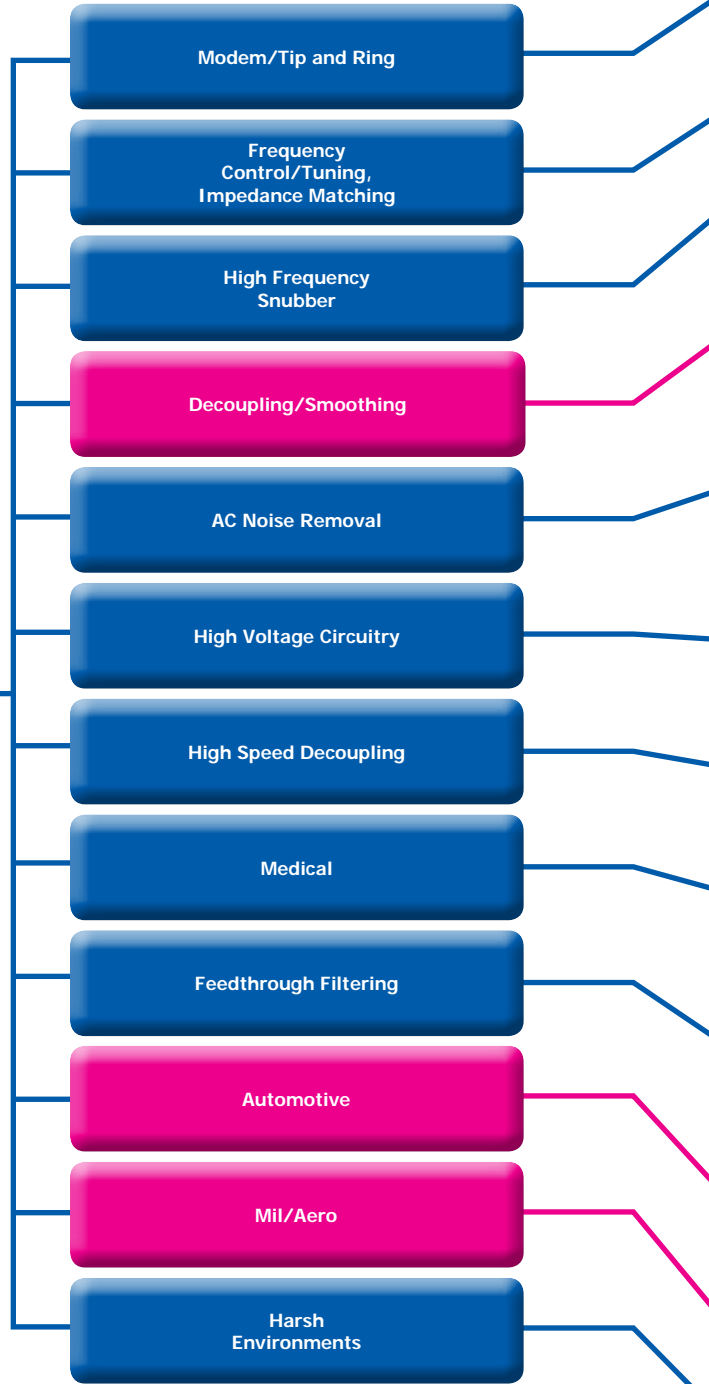 Modem/Tip and Ring
Frequency
Control/Tuning,
Impedance Matching
High Frequency
Snubber
Decoupling/Smoothing
AC Noise Removal
High Voltage Circuitry
High Speed Decoupling
Medical
Feedthrough Filtering
Automotive
Mil/Aero
Harsh
Environments